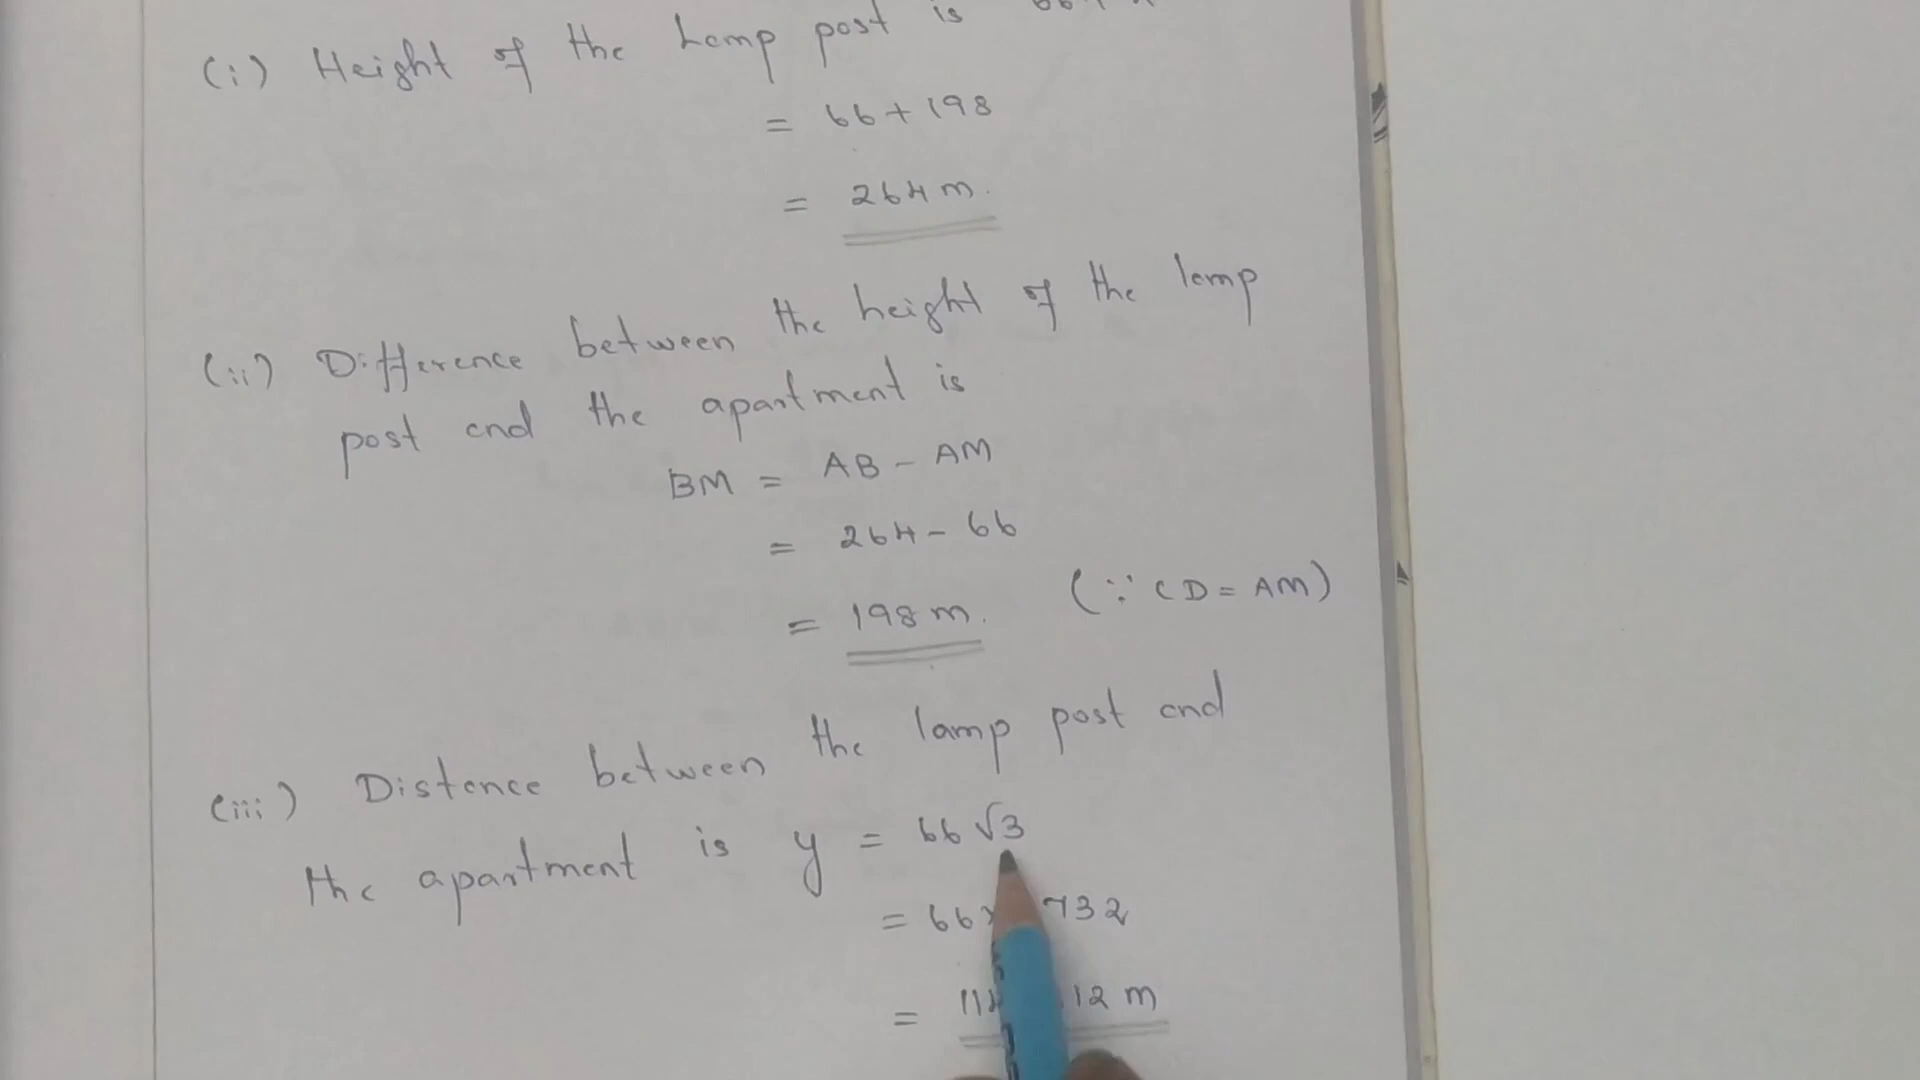 (i) Height of the Lamp post is
= 66 + 198
= 264 m.
(ii) Difference between the height of the lamp
post and the apartment is
BM = AB - AM
= 264 - 66
= 198 m. (∵ CD = AM)
(iii) Distance between the lamp post and
the apartment is y = 66 √3
= 66 732
= 12 m